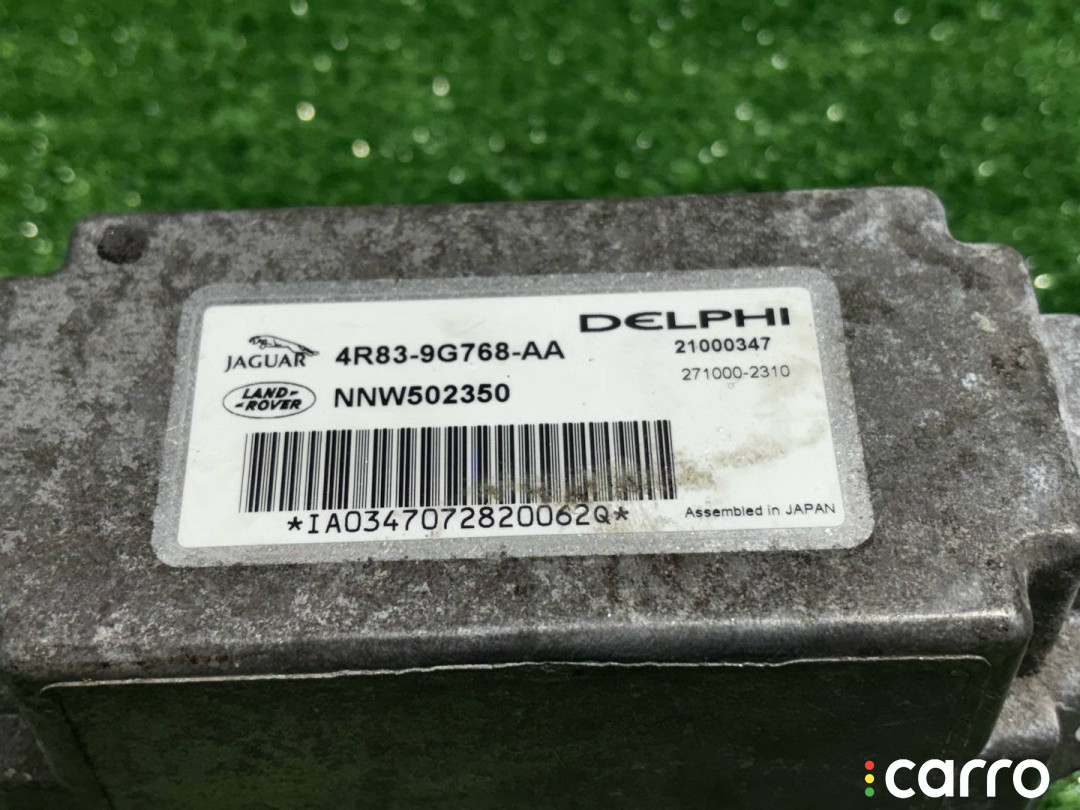 DELPHI
JAGUAR 4R83-9G768-AA
21000347
LAND-ROVER NNW502350
271000-2310
*IA0347072820062Q*
Assembled in JAPAN
carro